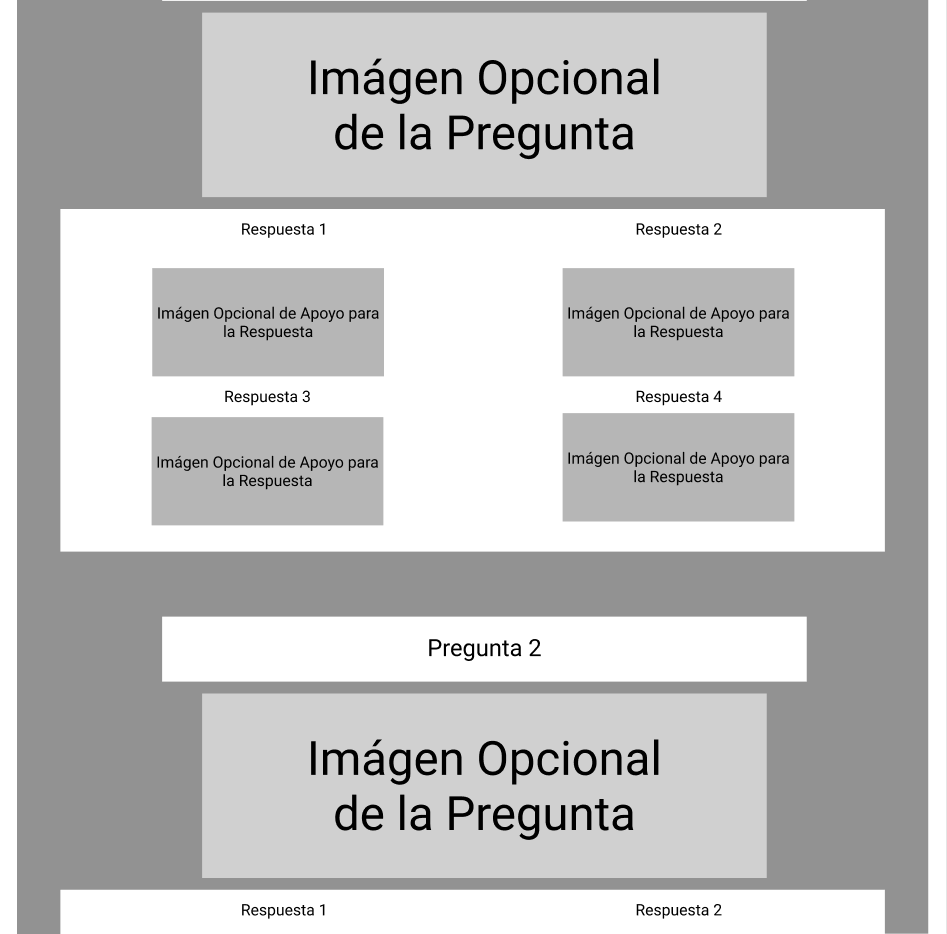 Imágen Opcional
de la Pregunta
Respuesta 1
Respuesta 2
Imágen Opcional de Apoyo para
la Respuesta
Imágen Opcional de Apoyo para
la Respuesta
Respuesta 3
Respuesta 4
Imágen Opcional de Apoyo para
la Respuesta
Imágen Opcional de Apoyo para
la Respuesta
Pregunta 2
Imágen Opcional
de la Pregunta
Respuesta 1
Respuesta 2